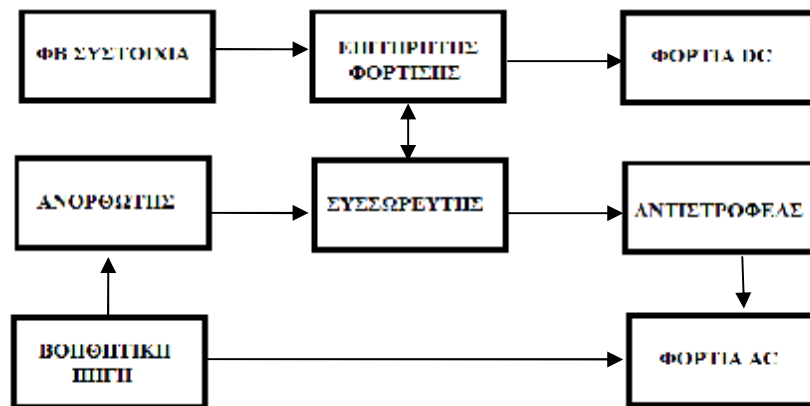 ΦΒ ΣΥΣΤΟΙΧΙΑ
ΕΠΙΤΗΡΗΤΗΣ
ΦΟΡΤΙΣΗΣ
ΦΟΡΤΙΑ DC
ΑΝΟΡΘΩΤΗΣ
ΣΥΣΣΩΡΕΥΤΗΣ
ΑΝΤΙΣΤΡΟΦΕΑΣ
ΒΟΗΘΗΤΙΚΗ
ΠΗΓΗ
ΦΟΡΤΙΑ AC